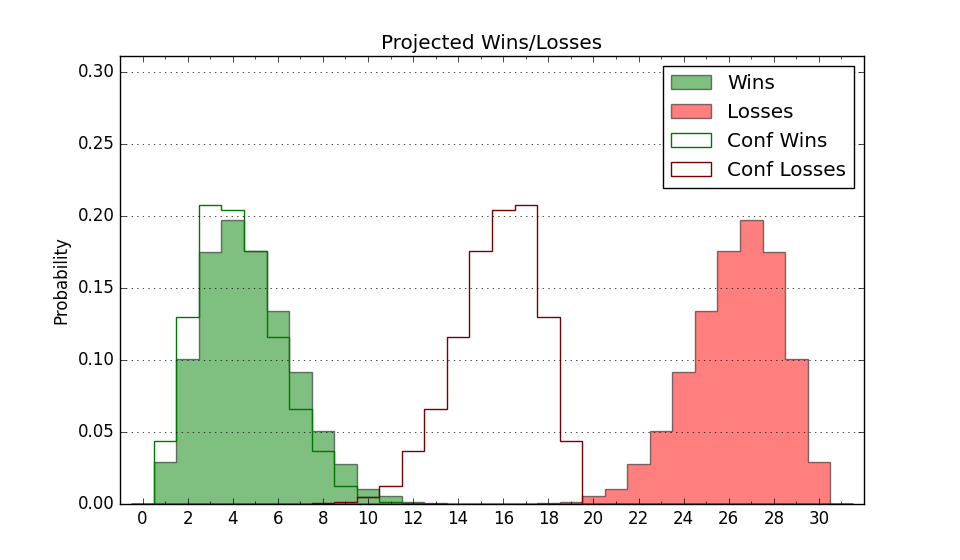 Projected Wins/Losses
0.30
0.25
0.20
0.15
0.10
0.05
0.00
Probability
Wins
Losses
Conf Wins
Conf Losses
0 2 4 6 8 10 12 14 16 18 20 22 24 26 28 30